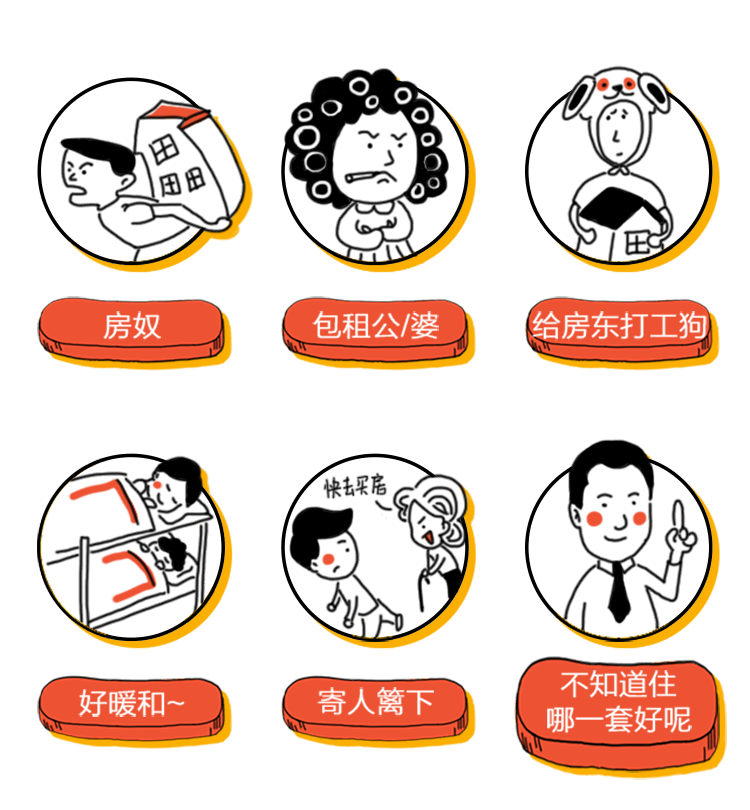 房奴
包租公/婆
给房东打工狗
快去买房
好暖和~
寄人篱下
不知道住
哪一套好呢